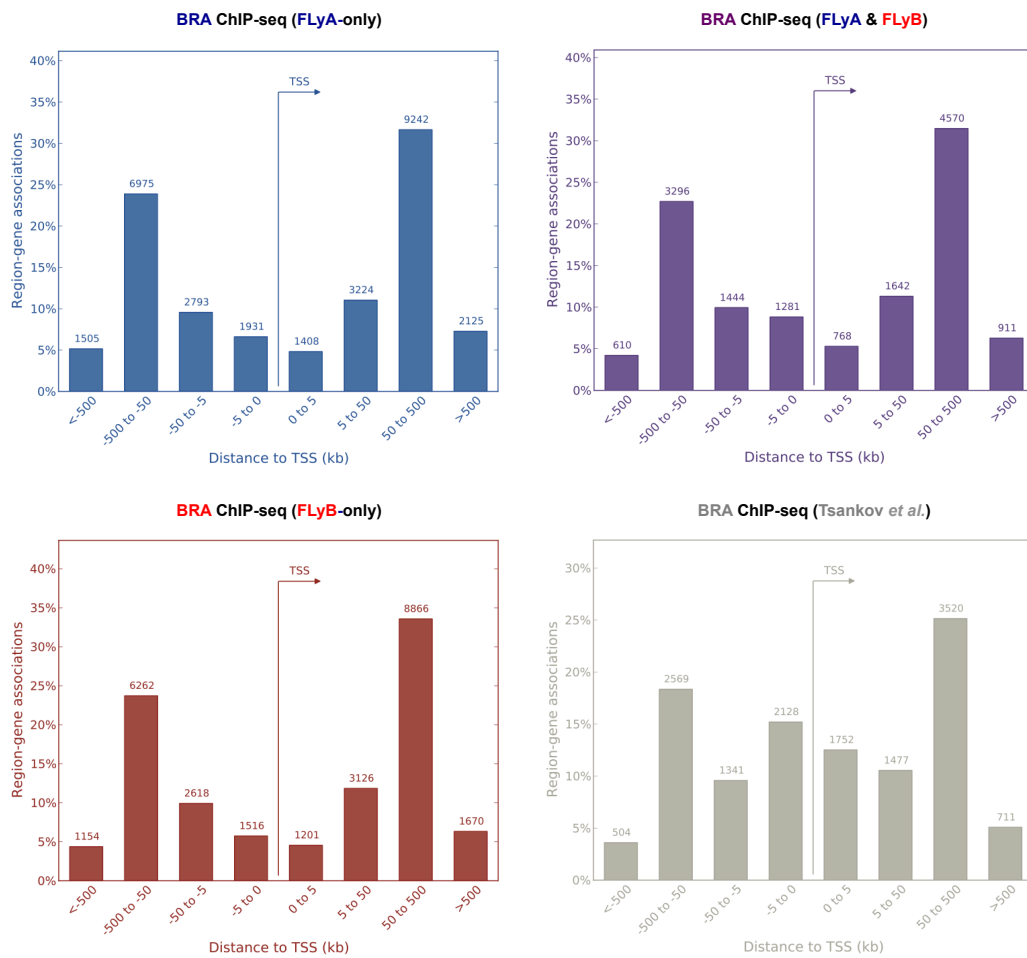 BRA ChIP-seq (FLyA-only)
40%
35%
30%
25%
20%
15%
10%
5%
0%
Region-gene associations
TSS
1505
6975
2793
1931
1408
3224
9242
2125
<-500
-500 to -50
-50 to -5
-5 to 0
0 to 5
5 to 50
50 to 500
>500
Distance to TSS (kb)
BRA ChIP-seq (FLyA & FLyB)
40%
35%
30%
25%
20%
15%
10%
5%
0%
Region-gene associations
TSS
610
3296
1444
1281
768
1642
4570
911
<-500
-500 to -50
-50 to -5
-5 to 0
0 to 5
5 to 50
50 to 500
>500
Distance to TSS (kb)
BRA ChIP-seq (FLyB-only)
40%
35%
30%
25%
20%
15%
10%
5%
0%
Region-gene associations
TSS
1154
6262
2618
1516
1201
3126
8866
1670
<-500
-500 to -50
-50 to -5
-5 to 0
0 to 5
5 to 50
50 to 500
>500
Distance to TSS (kb)
BRA ChIP-seq (Tsankov et al.)
30%
25%
20%
15%
10%
5%
0%
Region-gene associations
TSS
504
2569
1341
2128
1752
1477
3520
711
<-500
-500 to -50
-50 to -5
-5 to 0
0 to 5
5 to 50
50 to 500
>500
Distance to TSS (kb)